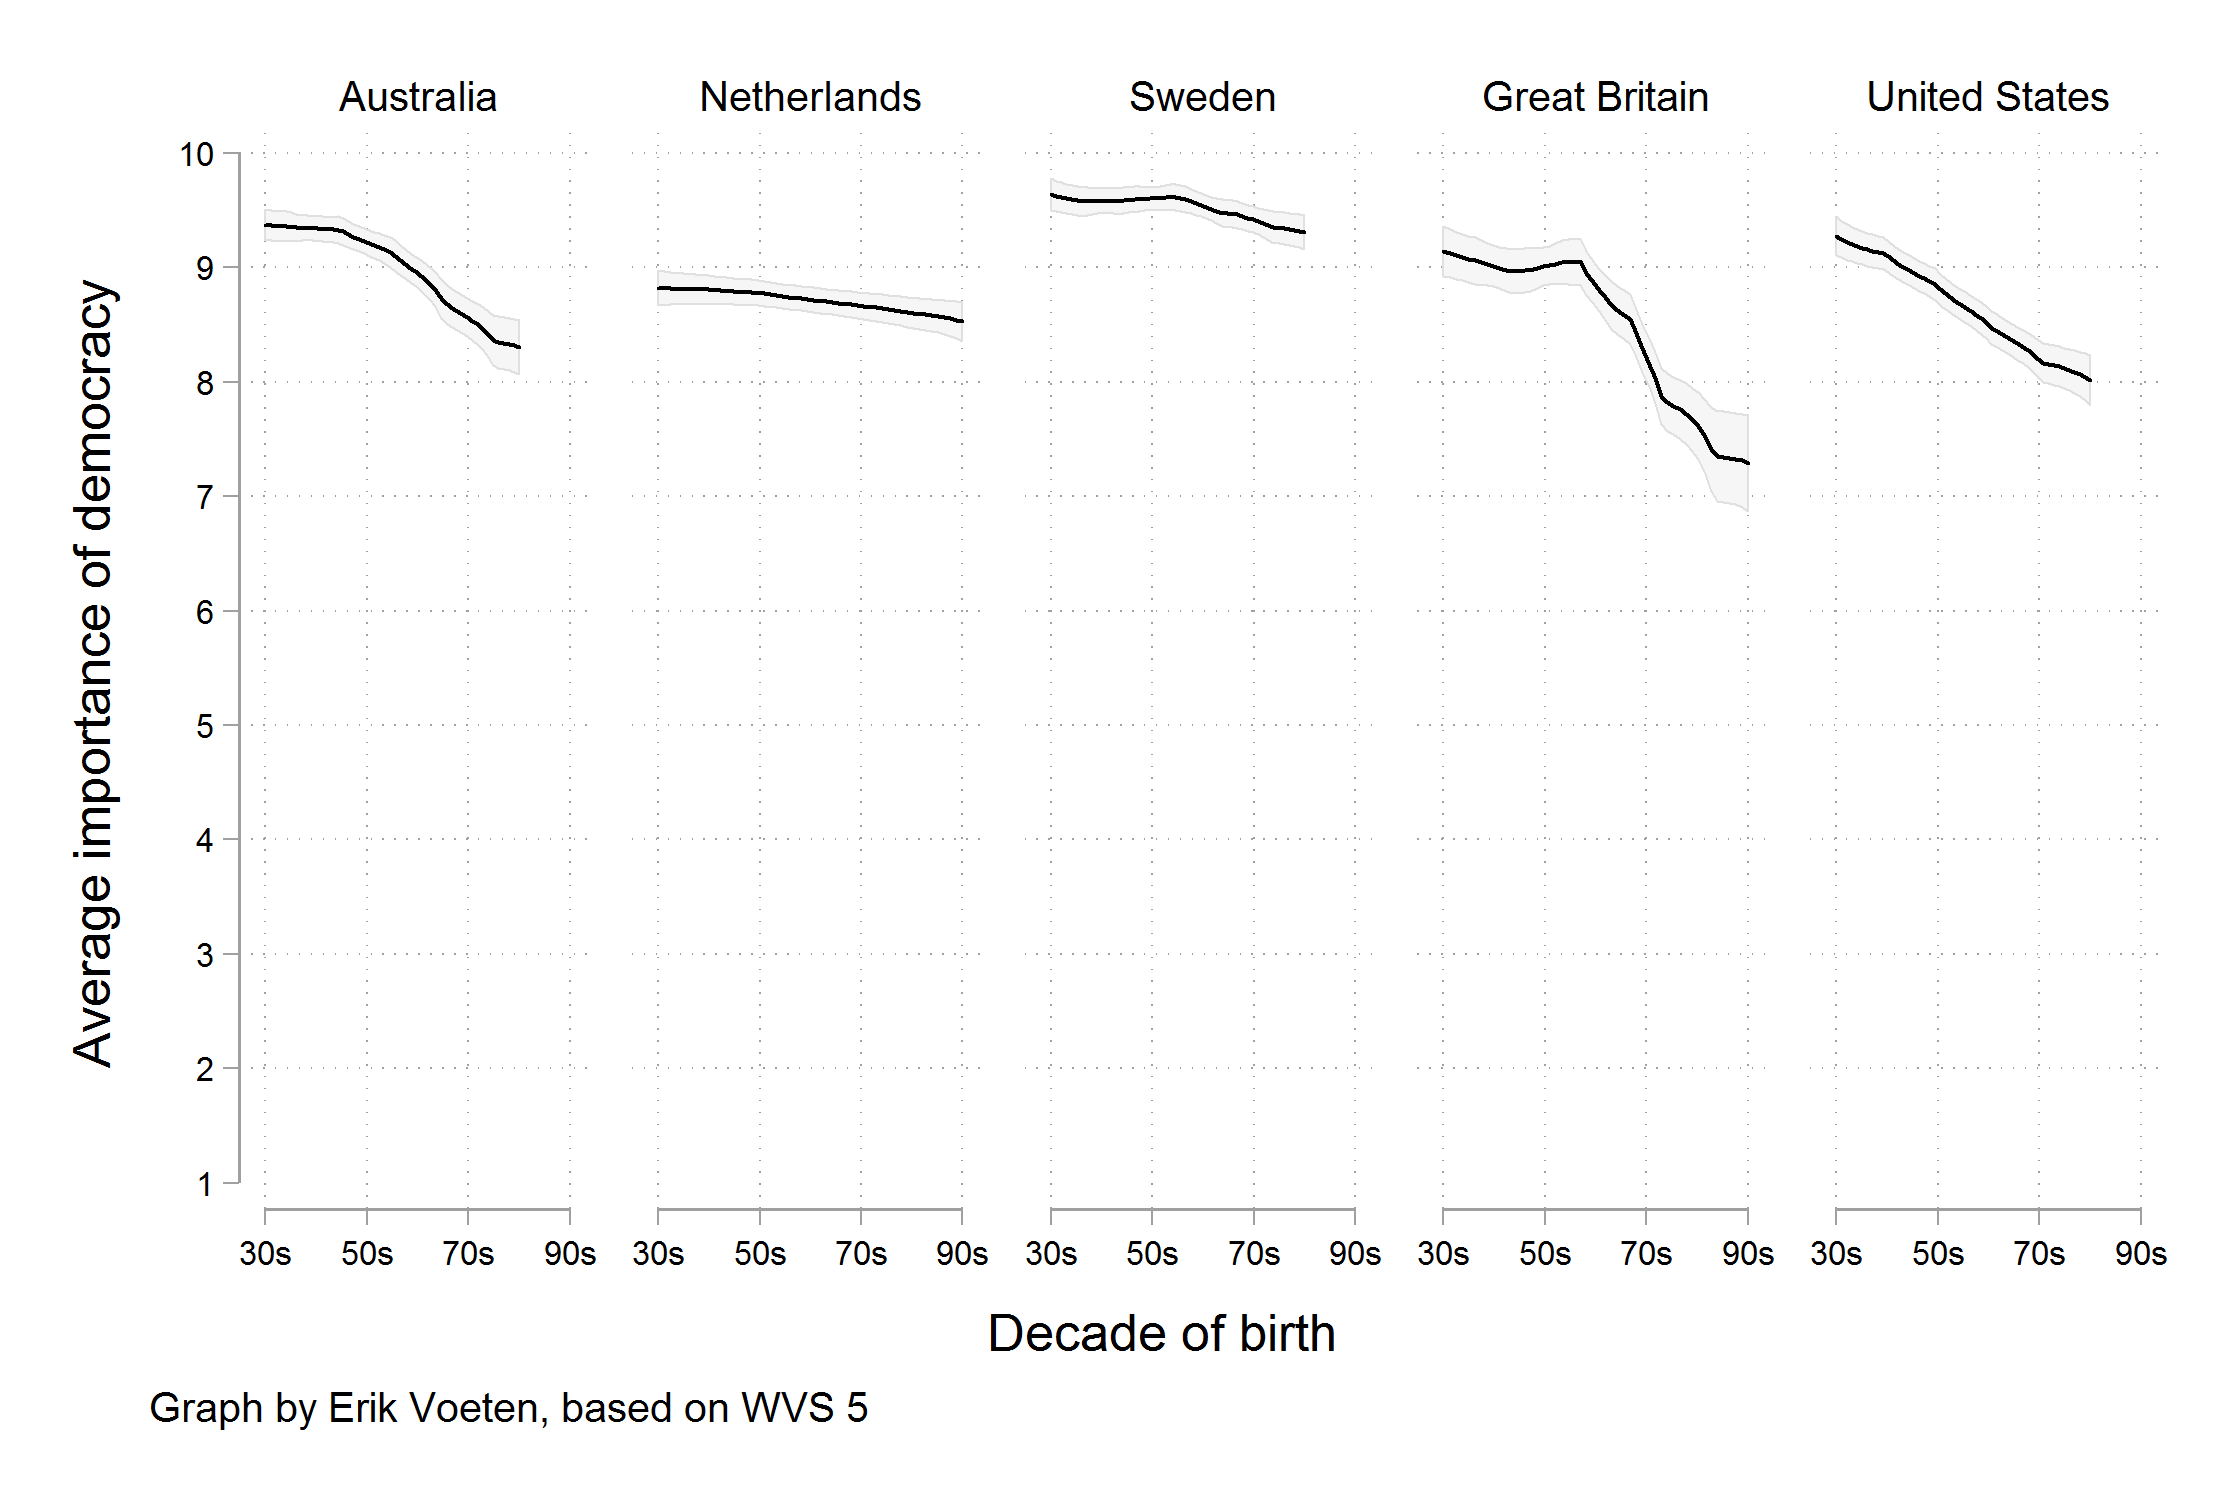 Australia Netherlands Sweden Great Britain United States
10
9
8
7
6
5
4
3
2
1
Average importance of democracy
30s 50s 70s 90s 30s 50s 70s 90s 30s 50s 70s 90s 30s 50s 70s 90s 30s 50s 70s 90s
Decade of birth
Graph by Erik Voeten, based on WVS 5